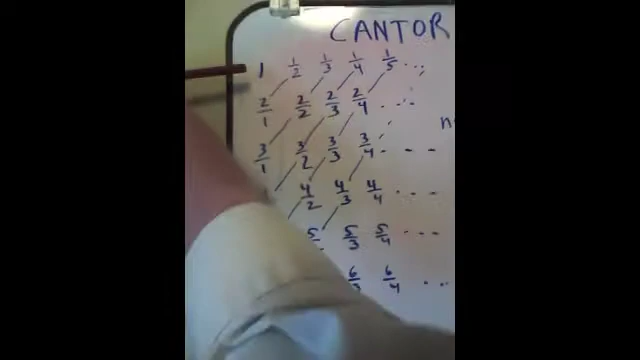 CANTOR
1 1/2 1/3 1/4 1/5 ...
2/1 2/2 2/3 2/4 ...
3/1 3/2 3/3 3/4 ...
4/2 4/3 4/4 ...
5/3 5/4 ...
6/4 ...